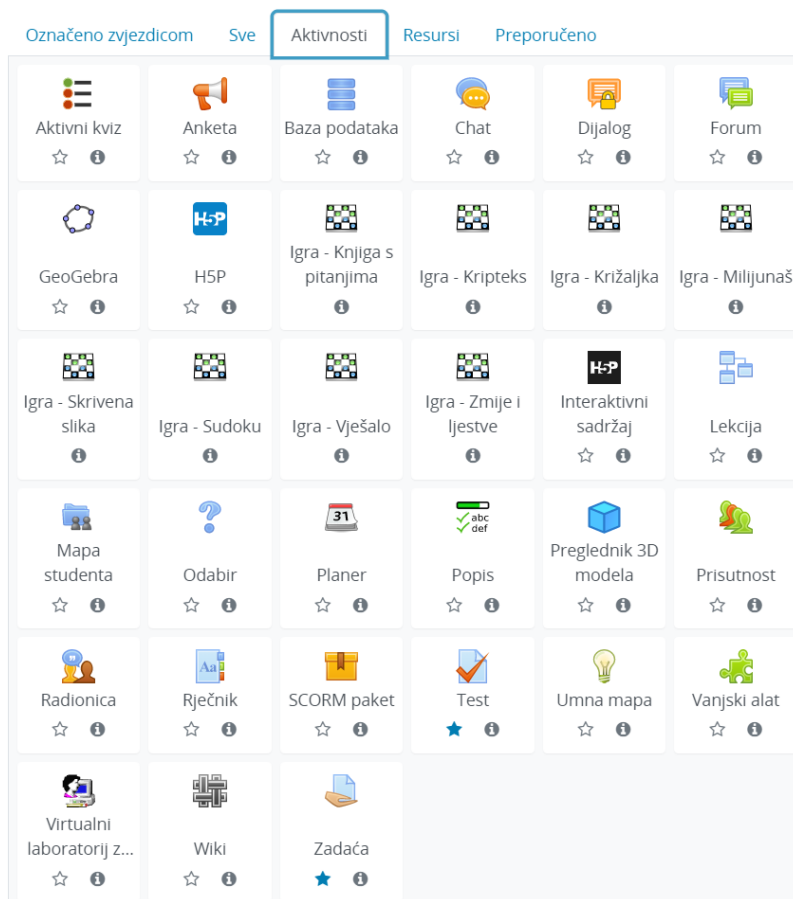 Označeno zvjezdicom Sve Aktivnosti Resursi Preporučeno
Aktivni kviz Anketa Baza podataka Chat Dijalog Forum
H5P
Igra - Knjiga s
GeoGebra H5P pitanjima Igra - Kripteks Igra - Križaljka Igra - Milijunaš
H5P
Igra - Skrivena Igra - Zmije i Interaktivni
slika Igra - Sudoku Igra - Vješalo ljestve sadržaj Lekcija
31 abc
def
Mapa Preglednik 3D
studenta Odabir Planer Popis modela Prisutnost
Aa
Radionica Rječnik SCORM paket Test Umna mapa Vanjski alat
Virtualni
laboratorij z... Wiki Zadaća